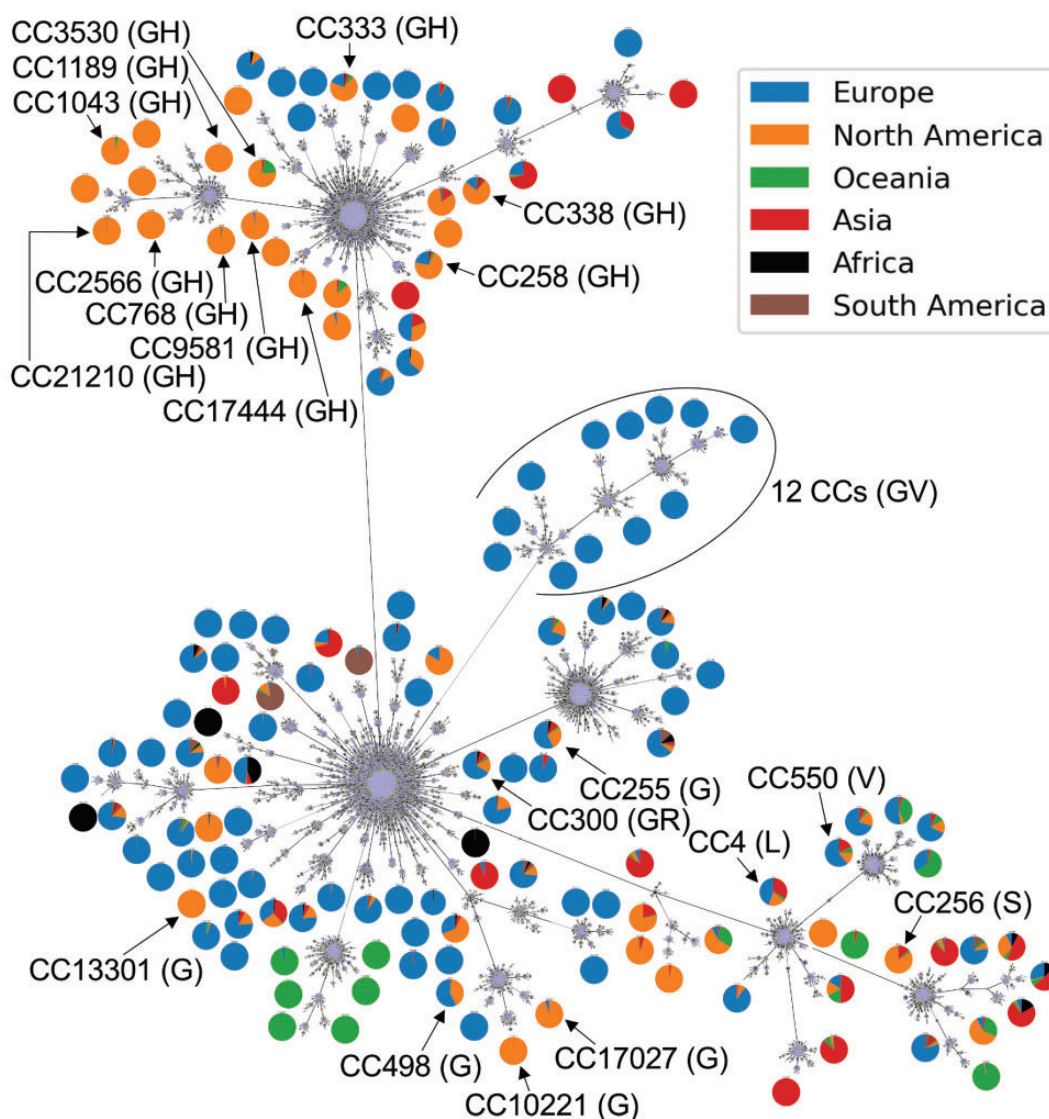 CC3530 (GH)
CC1189 (GH)
CC1043 (GH)
CC333 (GH)
Europe
North America
Oceania
Asia
Africa
South America
CC338 (GH)
CC258 (GH)
CC2566 (GH)
CC768 (GH)
CC9581 (GH)
CC21210 (GH)
CC17444 (GH)
12 CCs (GV)
CC255 (G)
CC300 (GR)
CC550 (V)
CC4 (L)
CC256 (S)
CC13301 (G)
CC498 (G)
CC17027 (G)
CC10221 (G)